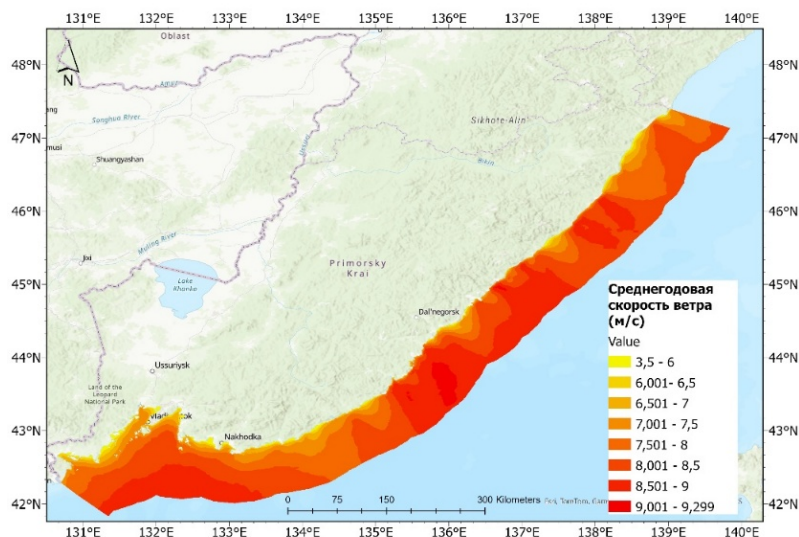 131°E 132°E 133°E 134°E 135°E 136°E 137°E 138°E 139°E 140°E
Oblast
48°N 48°N
N
Amur
Songhua River
47°N 47°N
Sikhote-Alin
Shuangyashan
Bikin
46°N 46°N
Muling River
Jixi
45°N 45°N
Primorsky
Krai
Lake
Khanka
Среднегодовая
скорость ветра
(м/с)
Value
3,5 - 6
6,001- 6,5
6,501 - 7
7,001 - 7,5
7,501 - 8
8,001 - 8,5
8,501 - 9
9,001 - 9,299
Dal'negorsk
44°N 44°N
Ussuriysk
Land of the
Leopard
National Park
43°N 43°N
Nakhodka
42°N 42°N
0 75 150 300 Kilometers
131°E 132°E 133°E 134°E 135°E 136°E 137°E 138°E 139°E 140°E